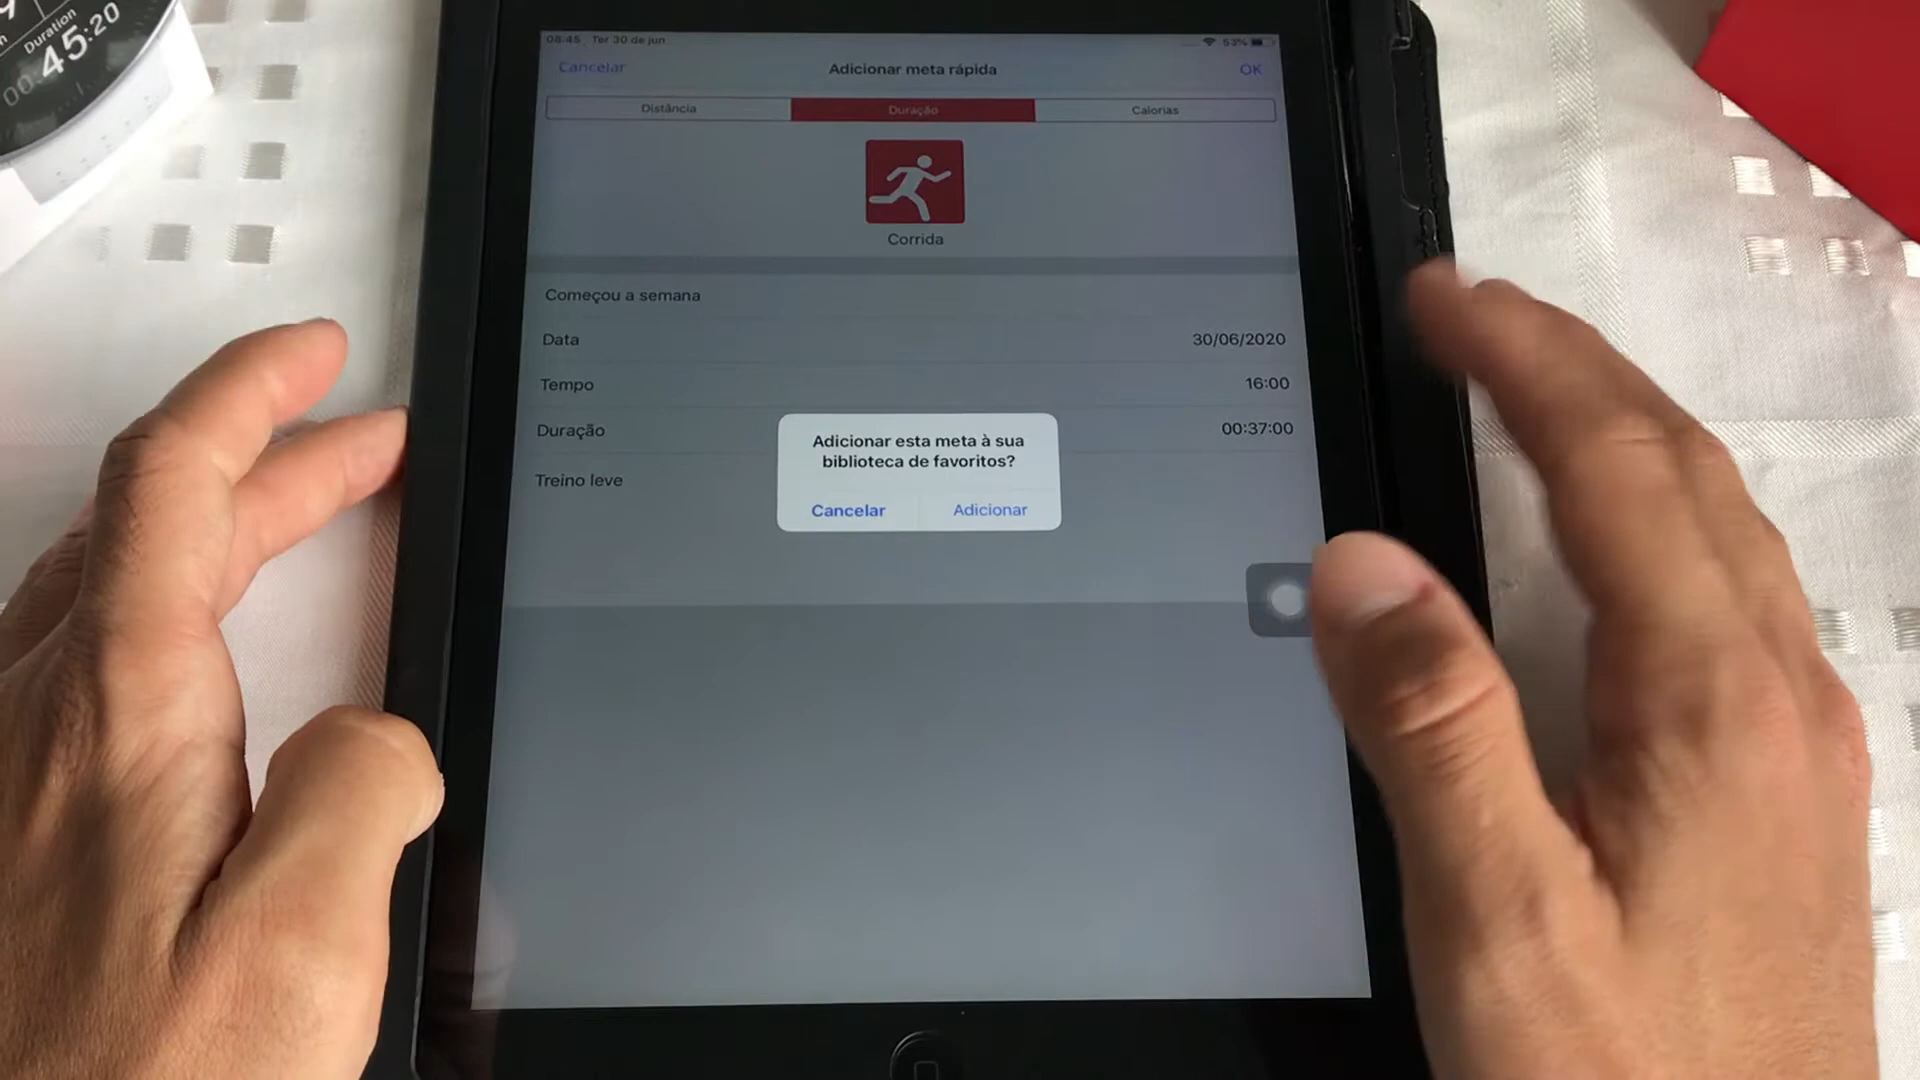 Duration
00:45:20
08:45 Ter 30 de jun
53%
Cancelar
Adicionar meta rápida
OK
Distância
Duração
Calorias
Corrida
Começou a semana
Data
30/06/2020
Tempo
16:00
Duração
00:37:00
Treino leve
Adicionar esta meta à sua
biblioteca de favoritos?
Cancelar
Adicionar